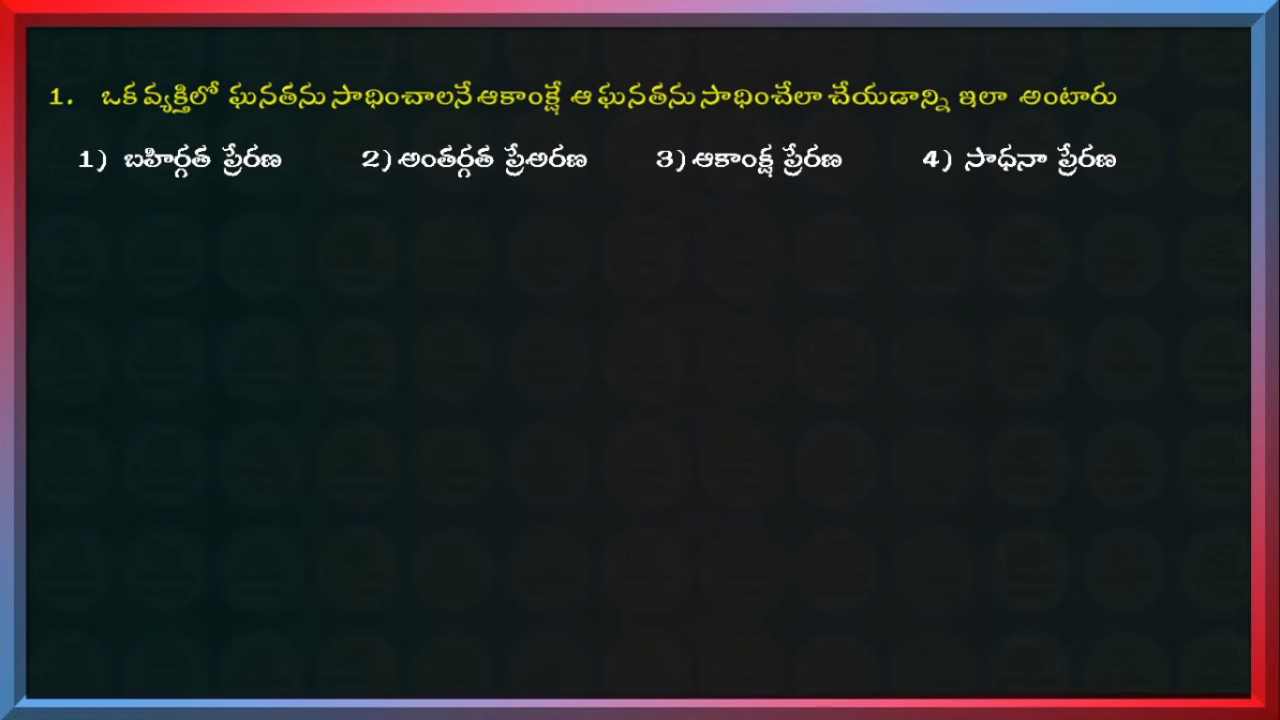 1. ఒక వ్యక్తిలో ఘనతను సాధించాలనే ఆకాంక్షే ఆ ఘనతను సాధించేలా చేయడాన్ని ఇలా అంటారు
1) బహిర్గత ప్రేరణ 2) అంతర్గత ప్రేఅరణ 3) ఆకాంక్ష ప్రేరణ 4) సాధనా ప్రేరణ